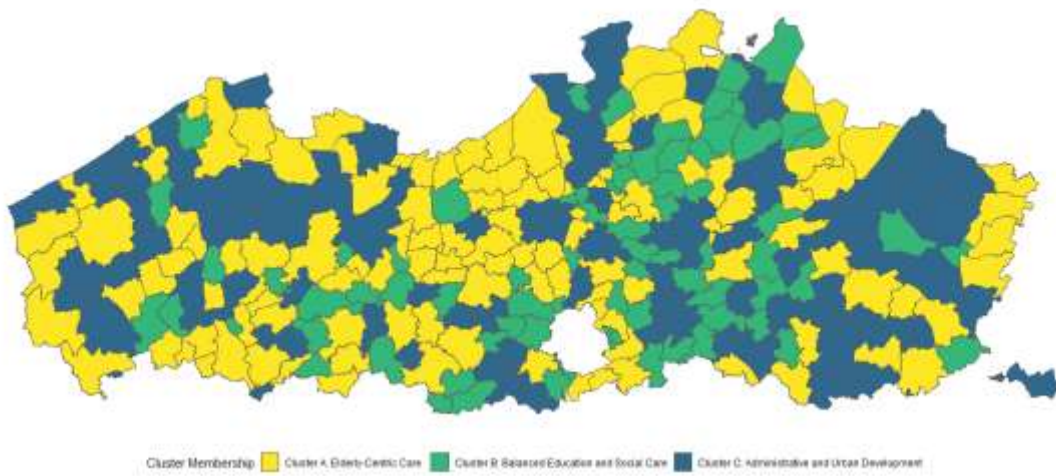 Cluster Membership Cluster A: Elderly-Centric Care Cluster B: Balanced Education and Social Care Cluster C: Administrative and Urban Development